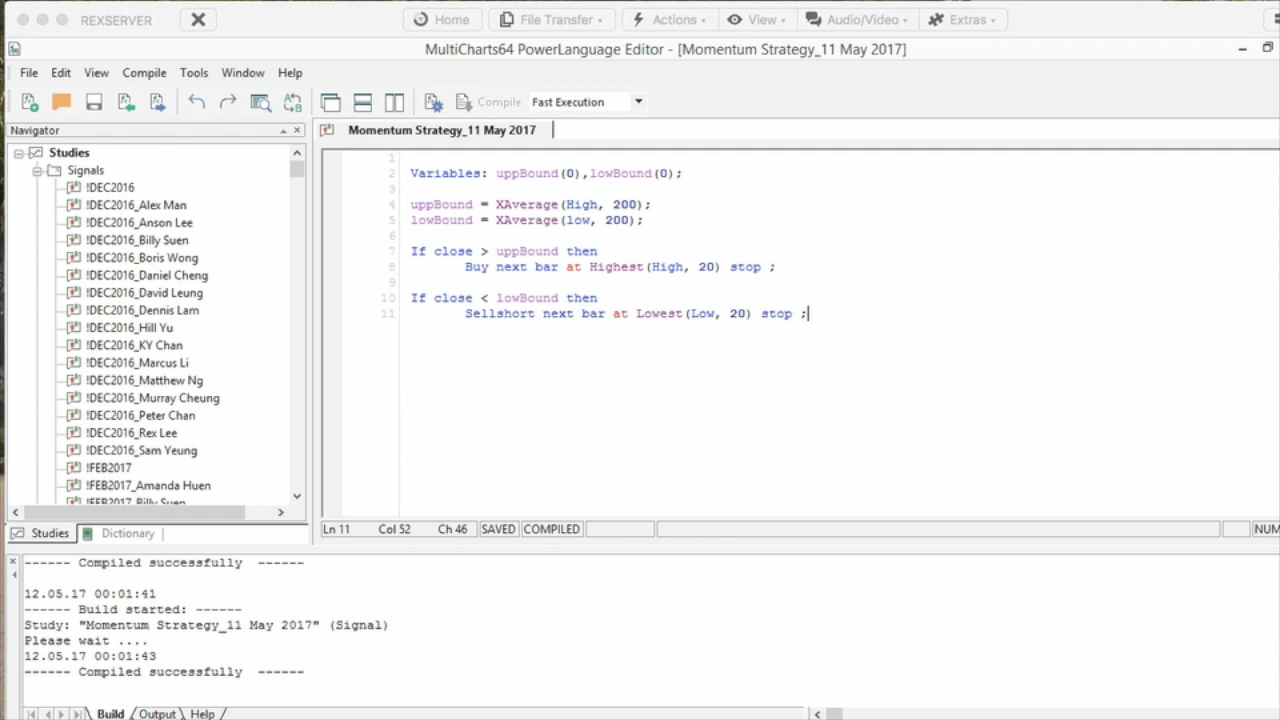 REXSERVER
Home
File Transfer
Actions
View
Audio/Video
Extras
MultiCharts64 PowerLanguage Editor - [Momentum Strategy_11 May 2017]
File Edit View Compile Tools Window Help
Compile Fast Execution
Navigator
Momentum Strategy_11 May 2017
Studies
Signals
!DEC2016
!DEC2016_Alex Man
!DEC2016_Anson Lee
!DEC2016_Billy Suen
!DEC2016_Boris Wong
!DEC2016_Daniel Cheng
!DEC2016_David Leung
!DEC2016_Dennis Lam
!DEC2016_Hill Yu
!DEC2016_KY Chan
!DEC2016_Marcus Li
!DEC2016_Matthew Ng
!DEC2016_Murray Cheung
!DEC2016_Peter Chan
!DEC2016_Rex Lee
!DEC2016_Sam Yeung
!FEB2017
!FEB2017_Amanda Huen
!FEB2017_Billy Suen
Studies Dictionary
1
2 Variables: uppBound(0),lowBound(0);
3
4 uppBound = XAverage(High, 200);
5 lowBound = XAverage(low, 200);
6
7 If close > uppBound then
8 Buy next bar at Highest(High, 20) stop ;
9
10 If close < lowBound then
11 Sellshort next bar at Lowest(Low, 20) stop ;
Ln 11 Col 52 Ch 46 SAVED COMPILED NUM
------ Compiled successfully ------
12.05.17 00:01:41
------ Build started: ------
Study: "Momentum Strategy_11 May 2017" (Signal)
Please wait ....
12.05.17 00:01:43
------ Compiled successfully ------
Build Output Help